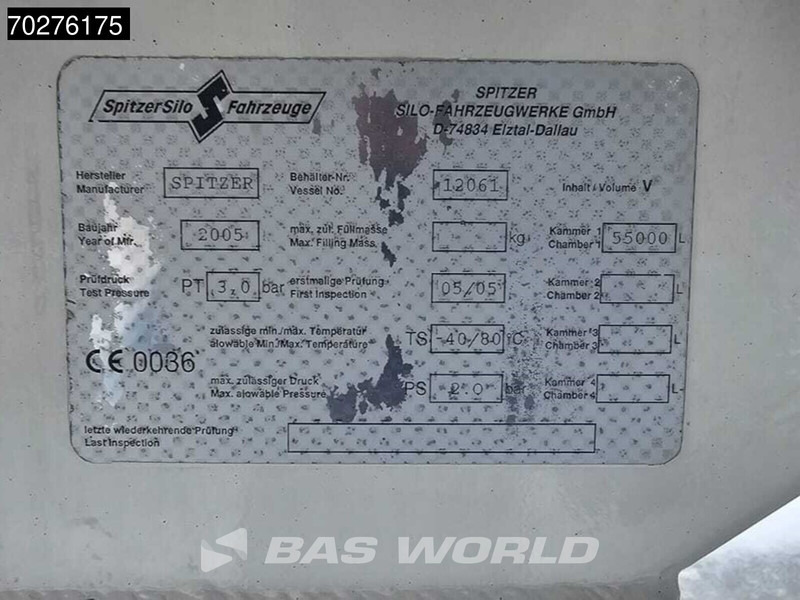 70276175
SpitzerSilo S Fahrzeuge
SPITZER
SILO-FAHRZEUGWERKE GmbH
D-74834 Elztal-Dallau
Hersteller
Manufacturer
SPITZER
Behälter-Nr.
Vessel No.
12061
Inhalt / Volume V
Baujahr
Year of Mfr.
2005
max. zul. Füllmasse
Max. Filling Mass
kg
Kammer 1
Chamber 1
55000 L
Prüfdruck
Test Pressure
PT 3,0 bar
erstmalige Prüfung
First Inspection
05/05
Kammer 2
Chamber 2
L
zulässige min./max. Temperatur
alowable Min./Max. Temperature
TS -40/80 °C
Kammer 3
Chamber 3
L
CE 0036
max. zulässiger Druck
Max. alowable Pressure
PS 2.0 bar
Kammer 4
Chamber 4
L
letzte wiederkehrende Prüfung
Last Inspection
BAS WORLD